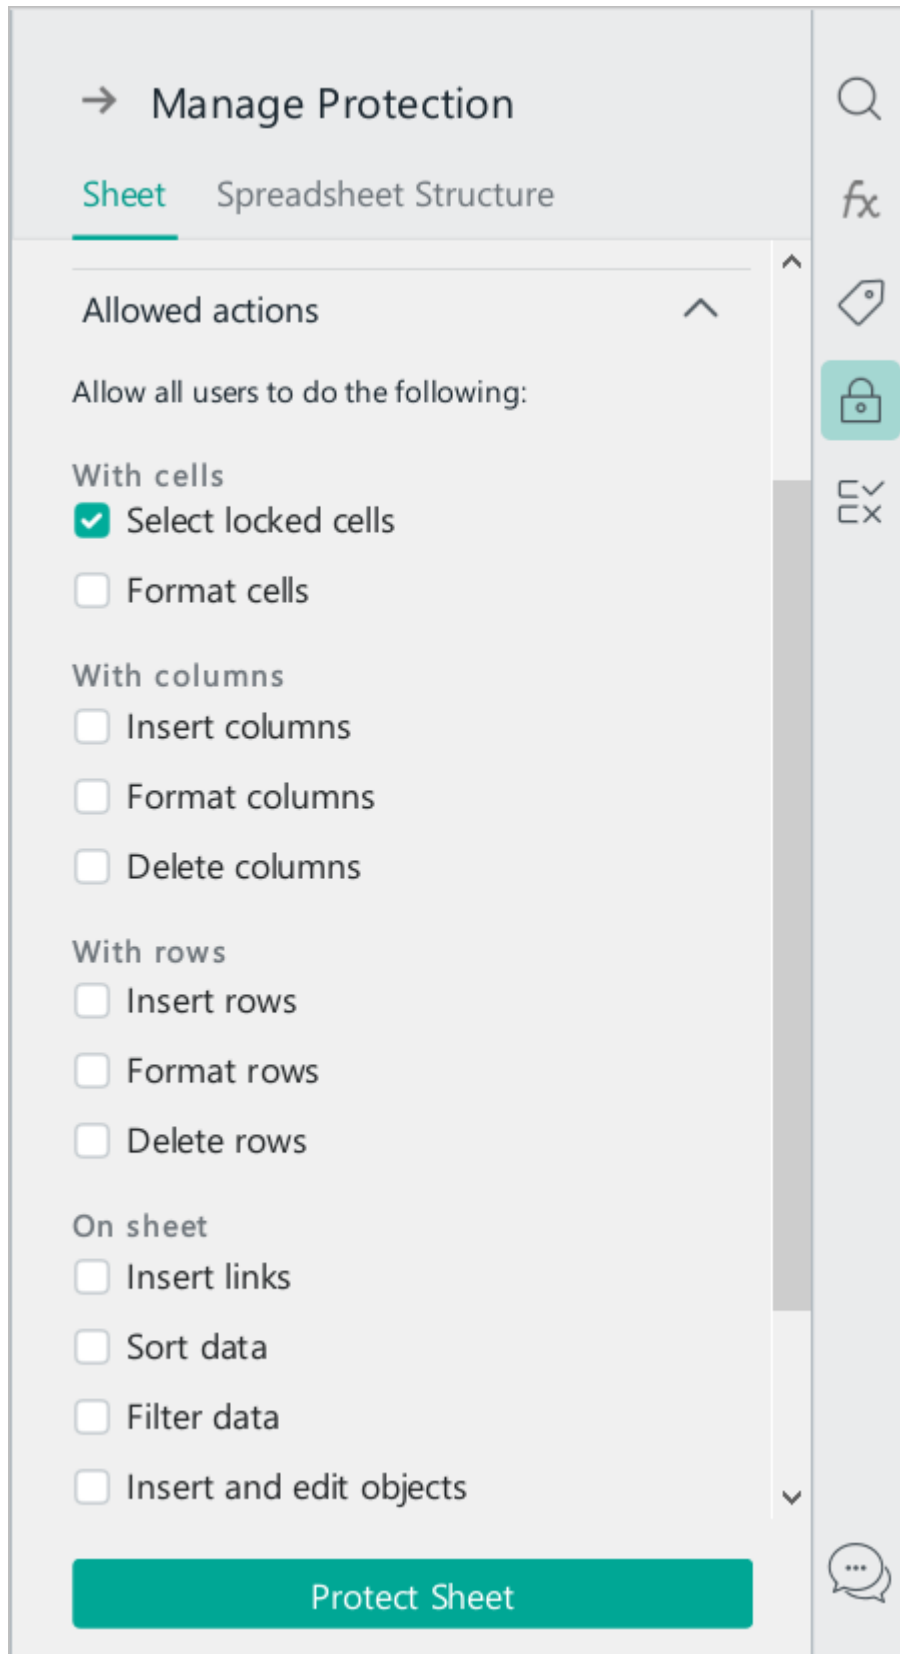 Manage Protection
Sheet Spreadsheet Structure
Allowed actions
Allow all users to do the following:
With cells
Select locked cells
Format cells
With columns
Insert columns
Format columns
Delete columns
With rows
Insert rows
Format rows
Delete rows
On sheet
Insert links
Sort data
Filter data
Insert and edit objects
Protect Sheet
fx